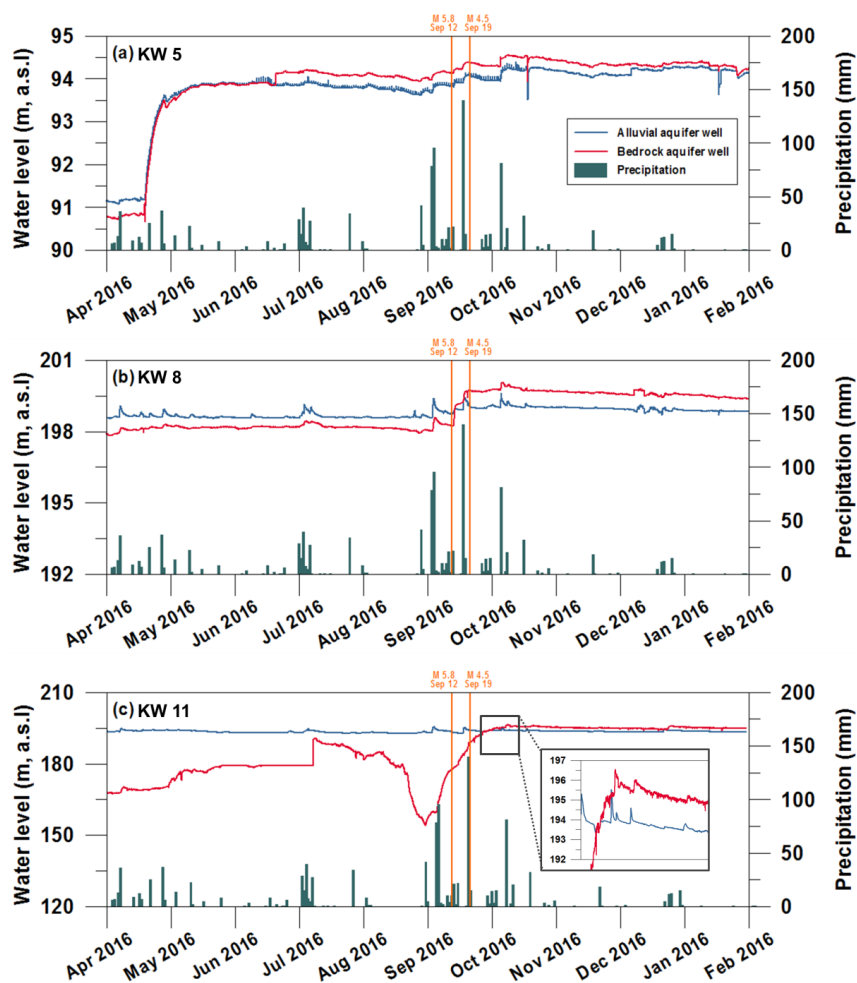 M 5.8 M 4.5
Sep 12 Sep 19
(a) KW 5
Water level (m, a.s.l)
95
94
93
92
91
90
Precipitation (mm)
200
150
100
50
0
Alluvial aquifer well
Bedrock aquifer well
Precipitation
Apr 2016 May 2016 Jun 2016 Jul 2016 Aug 2016 Sep 2016 Oct 2016 Nov 2016 Dec 2016 Jan 2016 Feb 2016
M 5.8 M 4.5
Sep 12 Sep 19
(b) KW 8
Water level (m, a.s.l)
201
198
195
192
Precipitation (mm)
200
150
100
50
0
Apr 2016 May 2016 Jun 2016 Jul 2016 Aug 2016 Sep 2016 Oct 2016 Nov 2016 Dec 2016 Jan 2016 Feb 2016
M 5.8 M 4.5
Sep 12 Sep 19
(c) KW 11
Water level (m, a.s.l)
210
180
150
120
Precipitation (mm)
200
150
100
50
0
197
196
195
194
193
192
Apr 2016 May 2016 Jun 2016 Jul 2016 Aug 2016 Sep 2016 Oct 2016 Nov 2016 Dec 2016 Jan 2016 Feb 2016